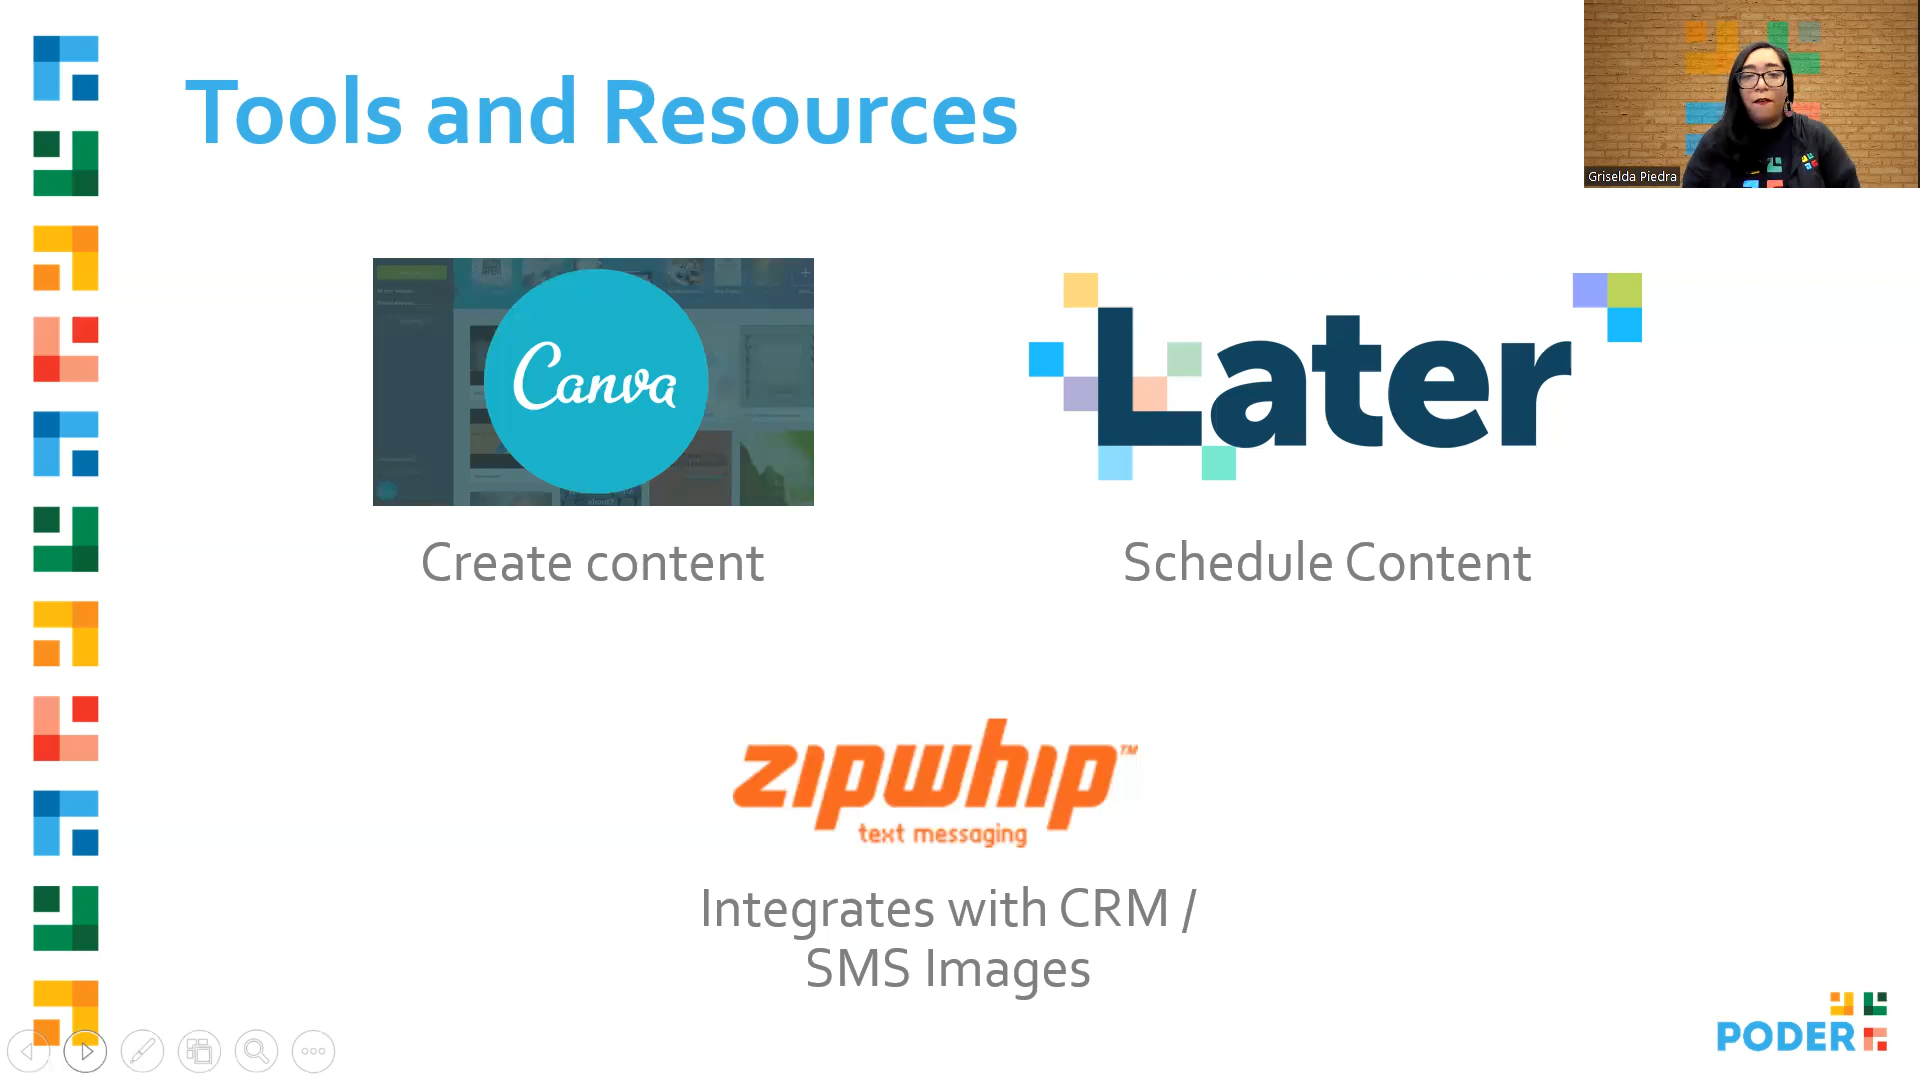 Tools and Resources
Griselda Piedra
Canva
Later
Create content
Schedule Content
zipwhip™
text messaging
Integrates with CRM /
SMS Images
PODER